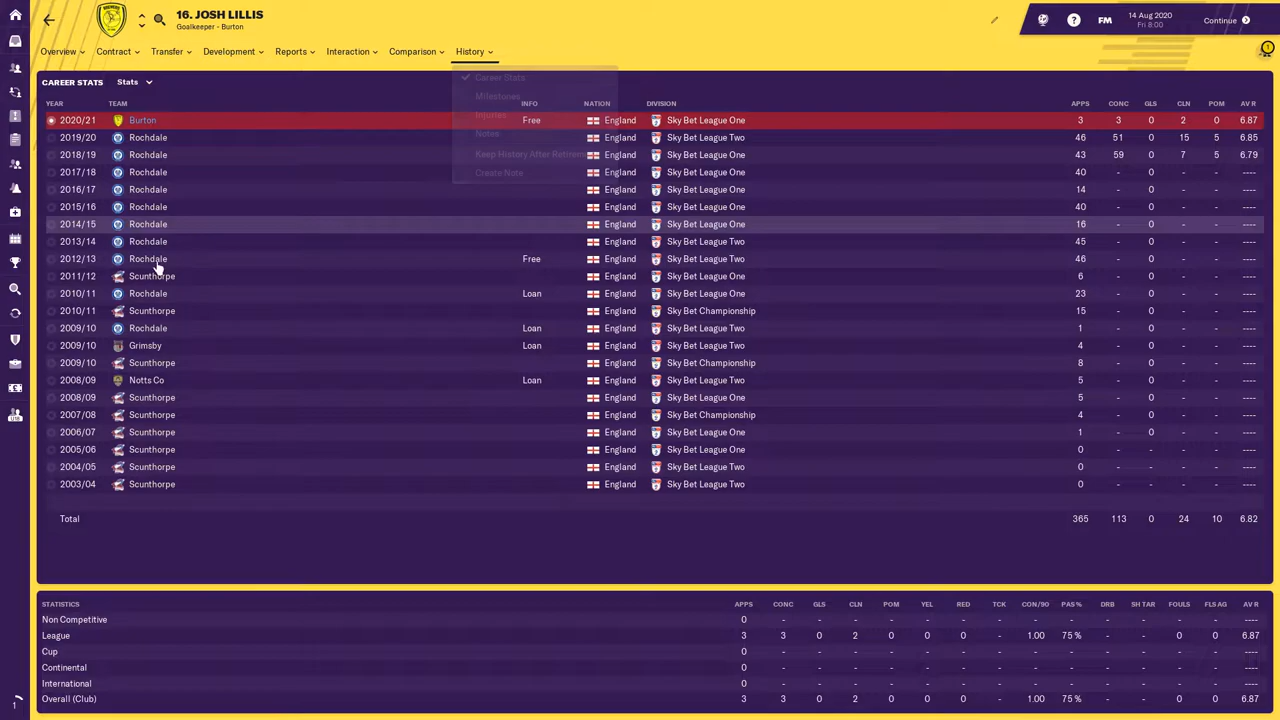 16. JOSH LILLIS
Goalkeeper - Burton
14 Aug 2020
Fri 8:00
Continue
FM
Overview Contract Transfer Development Reports Interaction Comparison History
CAREER STATS Stats
Career Stats
Milestones
Injuries
Notes
Keep History After Retirement
Create Note
YEAR TEAM INFO NATION DIVISION APPS CONC GLS CLN POM AV R
2020/21 Burton Free England Sky Bet League One 3 3 0 2 0 6.87
2019/20 Rochdale England Sky Bet League One 46 51 0 15 5 6.85
2018/19 Rochdale England Sky Bet League One 43 59 0 7 5 6.79
2017/18 Rochdale England Sky Bet League One 40 - 0 - - ----
2016/17 Rochdale England Sky Bet League One 14 - 0 - - ----
2015/16 Rochdale England Sky Bet League One 40 - 0 - - ----
2014/15 Rochdale England Sky Bet League One 16 - 0 - - ----
2013/14 Rochdale England Sky Bet League Two 45 - 0 - - ----
2012/13 Rochdale Free England Sky Bet League Two 46 - 0 - - ----
2011/12 Scunthorpe England Sky Bet League One 6 - 0 - - ----
2010/11 Rochdale Loan England Sky Bet League One 23 - 0 - - ----
2010/11 Scunthorpe England Sky Bet Championship 15 - 0 - - ----
2009/10 Rochdale Loan England Sky Bet League Two 1 - 0 - - ----
2009/10 Grimsby Loan England Sky Bet League Two 4 - 0 - - ----
2009/10 Scunthorpe England Sky Bet Championship 8 - 0 - - ----
2008/09 Notts Co Loan England Sky Bet League Two 5 - 0 - - ----
2008/09 Scunthorpe England Sky Bet League One 5 - 0 - - ----
2007/08 Scunthorpe England Sky Bet Championship 4 - 0 - - ----
2006/07 Scunthorpe England Sky Bet League One 1 - 0 - - ----
2005/06 Scunthorpe England Sky Bet League One 0 - 0 - - ----
2004/05 Scunthorpe England Sky Bet League Two 0 - 0 - - ----
2003/04 Scunthorpe England Sky Bet League Two 0 - 0 - - ----
Total 365 113 0 24 10 6.82
STATISTICS APPS CONC GLS CLN POM YEL RED TCK CON/90 PAS % DRB SH TAR FOULS FLS AG AV R
Non Competitive 0 - - - - - - - - - - - - - ----
League 3 3 0 2 0 0 0 - 1.00 75 % - - 0 0 6.87
Cup 0 - - - - - - - - - - - - - ----
Continental 0 - - - - - - - - - - - - - ----
International 0 - - - - - - - - - - - - - ----
Overall (Club) 3 3 0 2 0 0 0 - 1.00 75 % - - 0 0 6.87